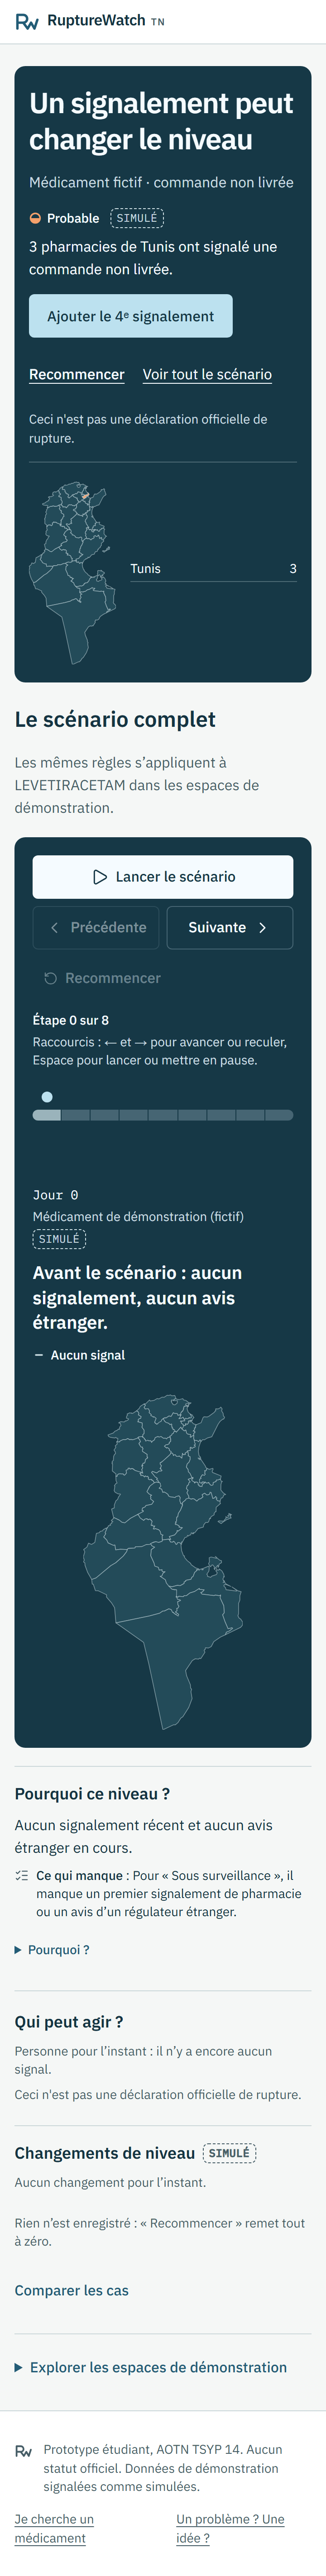 RuptureWatch TN
Un signalement peut
changer le niveau
Médicament fictif · commande non livrée
Probable SIMULÉ
3 pharmacies de Tunis ont signalé une
commande non livrée.
Ajouter le 4ᵉ signalement
Recommencer Voir tout le scénario
Ceci n'est pas une déclaration officielle de
rupture.
Tunis 3
Le scénario complet
Les mêmes règles s’appliquent à
LEVETIRACETAM dans les espaces de
démonstration.
Lancer le scénario
Précédente Suivante
Recommencer
Étape 0 sur 8
Raccourcis : ← et → pour avancer ou reculer,
Espace pour lancer ou mettre en pause.
Jour 0
Médicament de démonstration (fictif)
SIMULÉ
Avant le scénario : aucun
signalement, aucun avis
étranger.
Aucun signal
Pourquoi ce niveau ?
Aucun signalement récent et aucun avis
étranger en cours.
Ce qui manque : Pour « Sous surveillance », il
manque un premier signalement de pharmacie
ou un avis d’un régulateur étranger.
Pourquoi ?
Qui peut agir ?
Personne pour l’instant : il n’y a encore aucun
signal.
Ceci n'est pas une déclaration officielle de rupture.
Changements de niveau SIMULÉ
Aucun changement pour l’instant.
Rien n’est enregistré : « Recommencer » remet tout
à zéro.
Comparer les cas
Explorer les espaces de démonstration
Prototype étudiant, AOTN TSYP 14. Aucun
statut officiel. Données de démonstration
signalées comme simulées.
Je cherche un
médicament
Un problème ? Une
idée ?